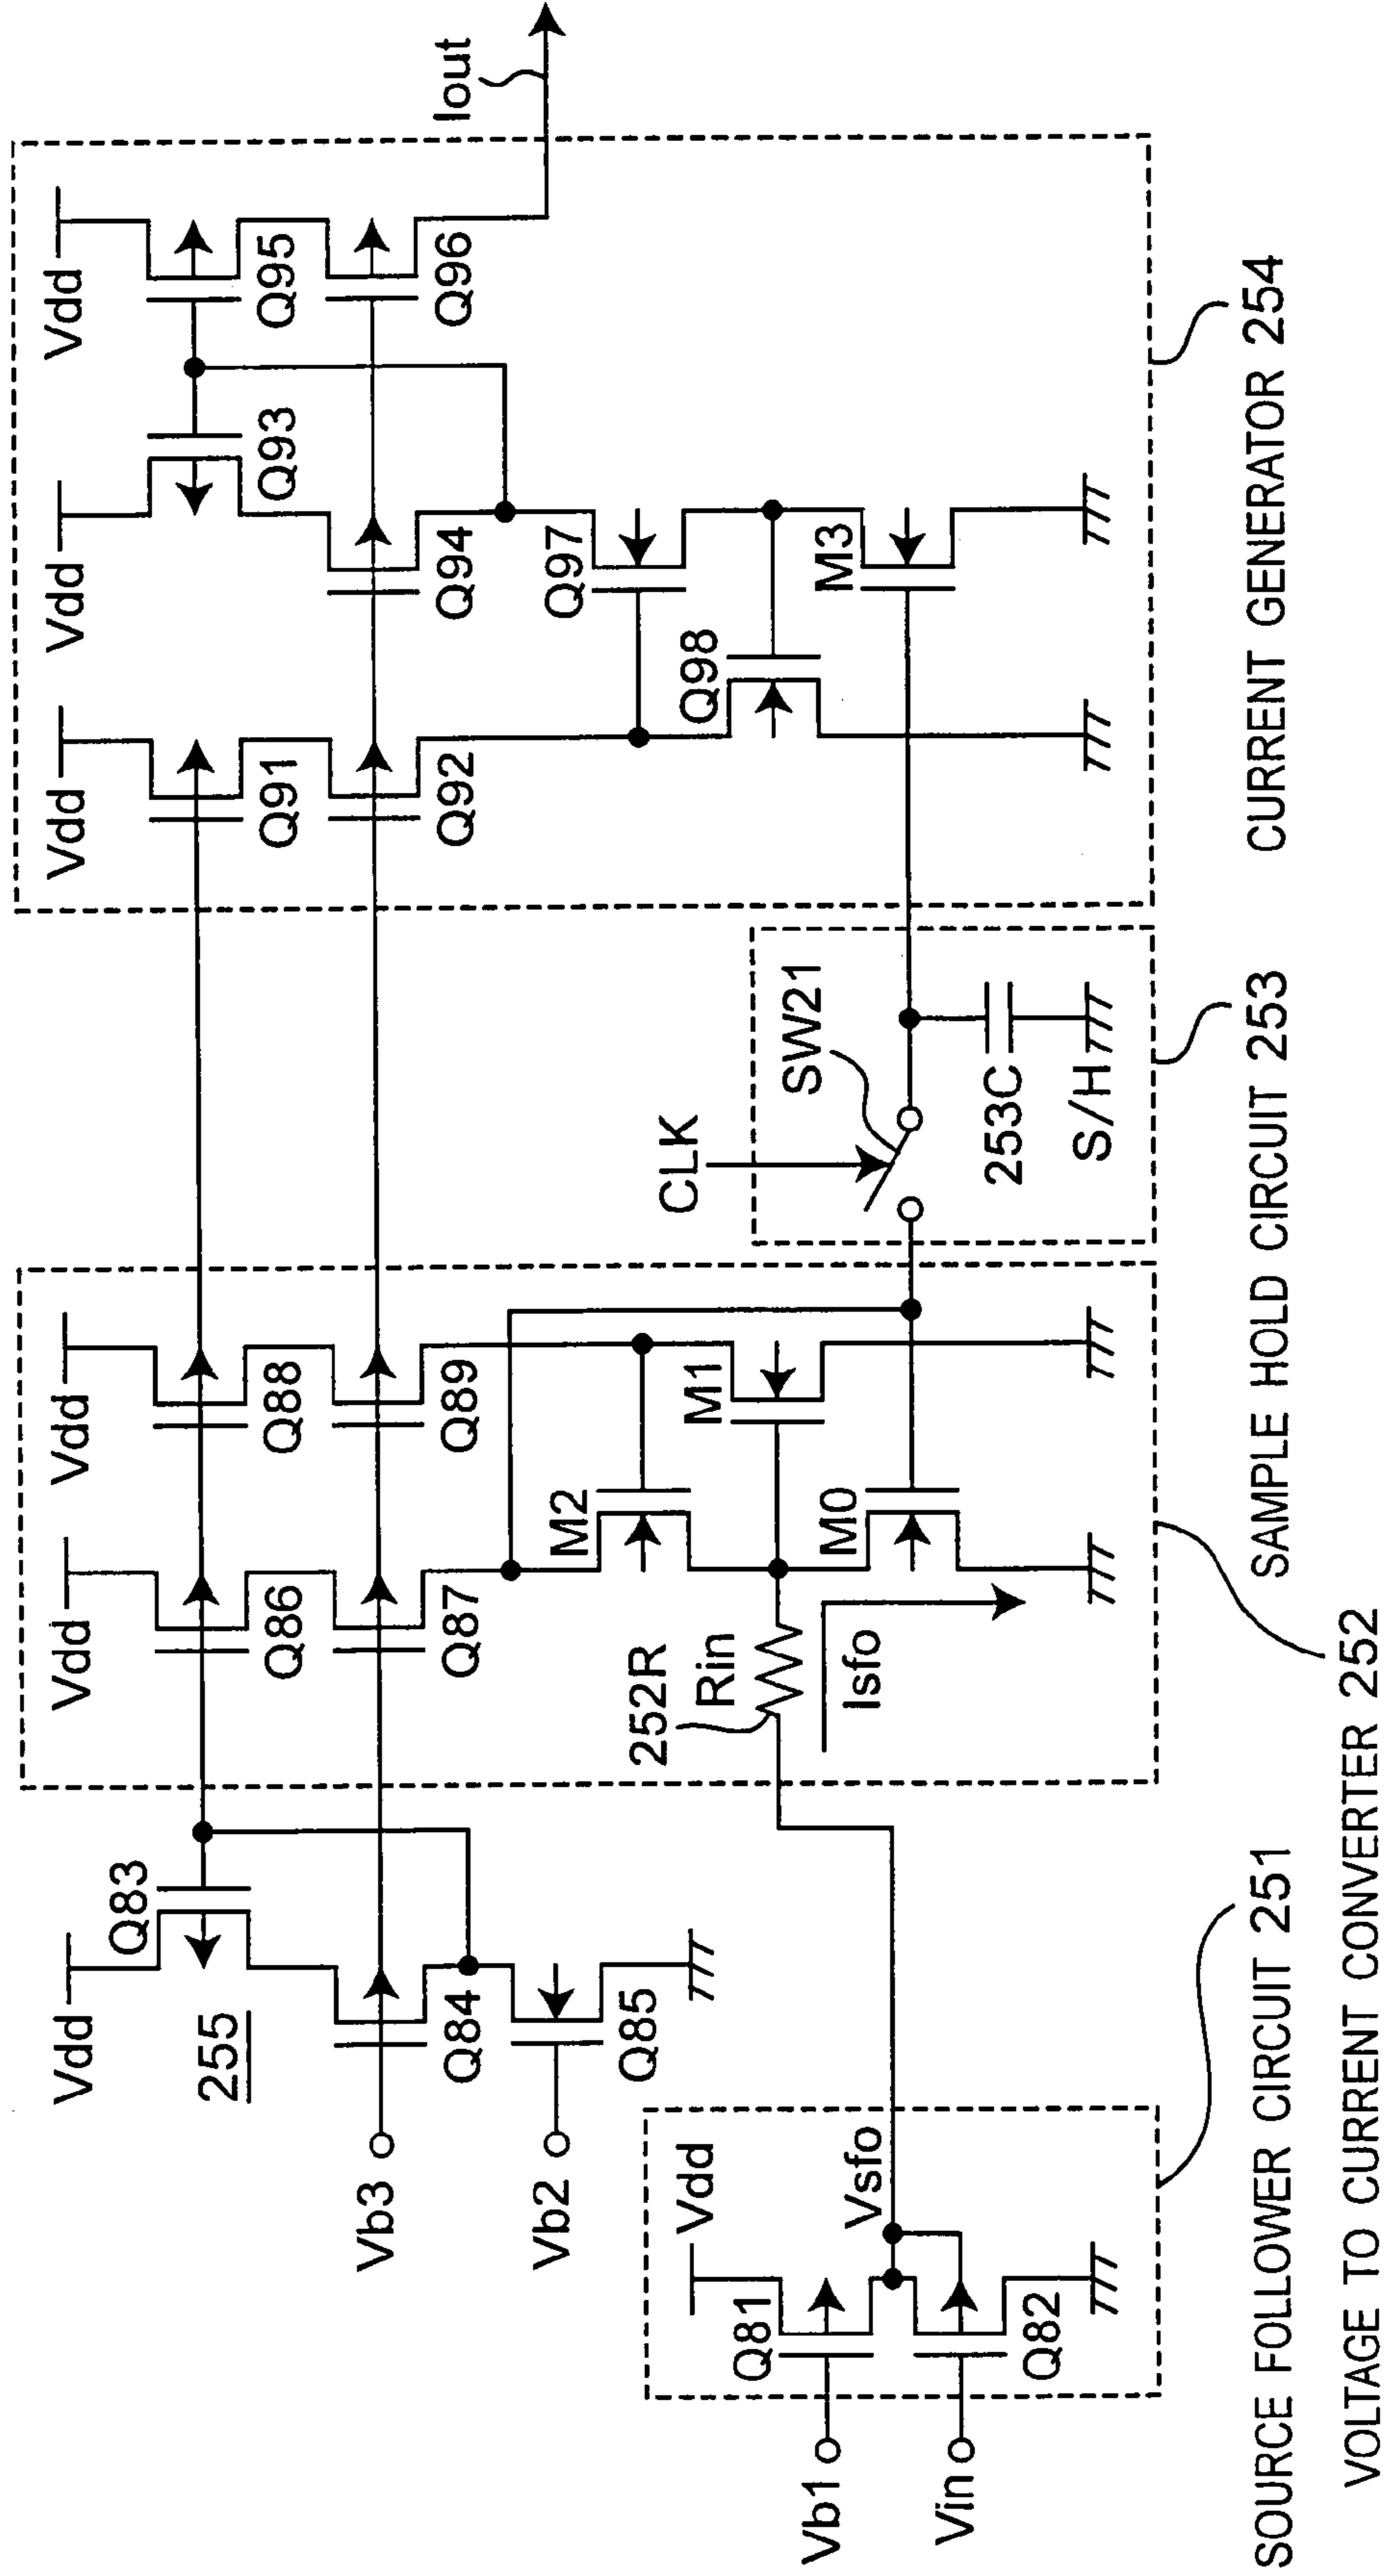 Vdd
Vdd
Vdd
Vdd
Vdd
Vdd
Iout
Q83
Q86
Q88
Q91
Q93
Q95
255
Vb3
Q84
Q87
Q89
Q92
Q94
Q96
Vb2
Q85
M2
Q97
252R
Rin
M1
CLK
SW21
Q98
Vdd
Vsfo
Isfo
M0
M3
Vb1
Q81
253C
Vin
Q82
S/H
SOURCE FOLLOWER CIRCUIT 251
SAMPLE HOLD CIRCUIT 253
CURRENT GENERATOR 254
VOLTAGE TO CURRENT CONVERTER 252